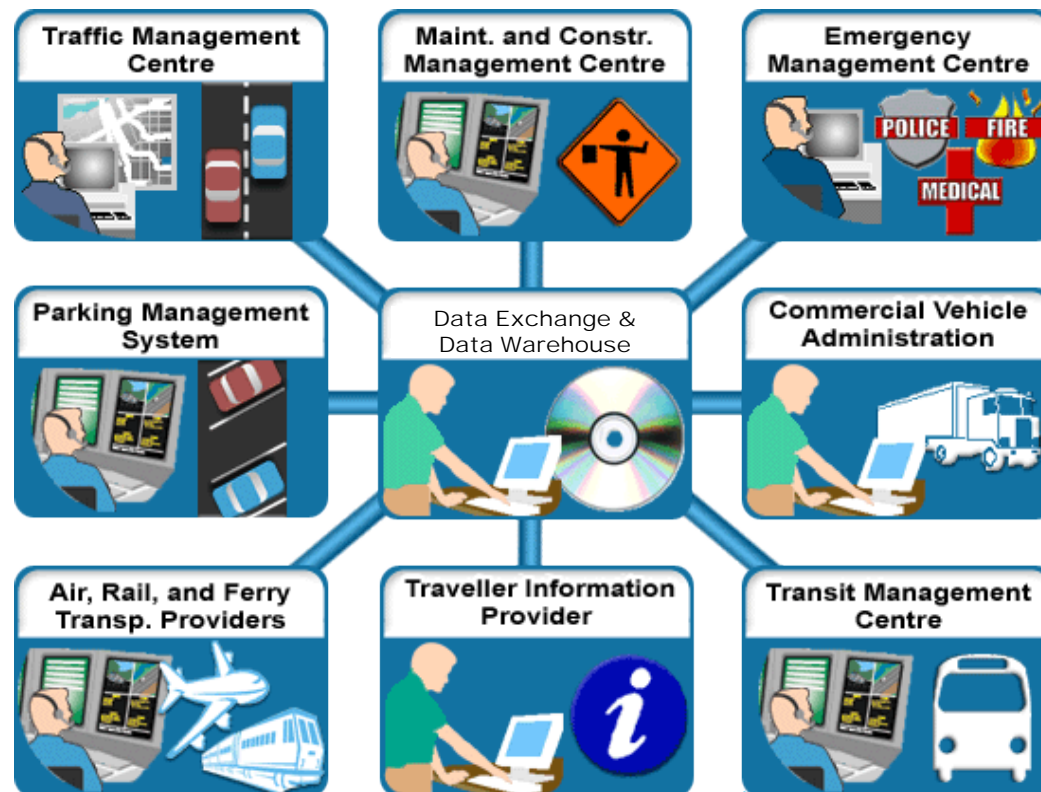 Traffic Management
Centre
Maint. and Constr.
Management Centre
Emergency
Management Centre
POLICE
FIRE
MEDICAL
Parking Management
System
Data Exchange &
Data Warehouse
Commercial Vehicle
Administration
Air, Rail, and Ferry
Transp. Providers
Traveller Information
Provider
i
Transit Management
Centre